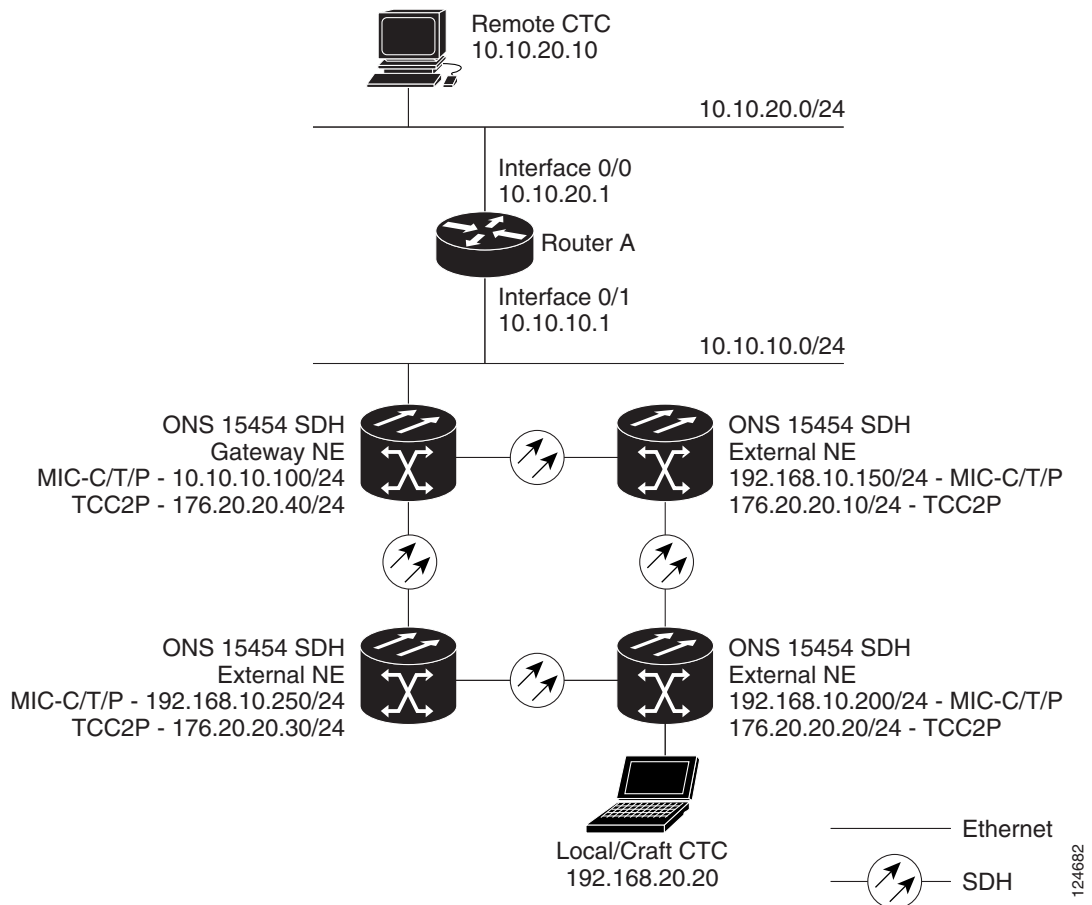 Remote CTC
10.10.20.10
10.10.20.0/24
Interface 0/0
10.10.20.1
Router A
Interface 0/1
10.10.10.1
10.10.10.0/24
ONS 15454 SDH
Gateway NE
MIC-C/T/P - 10.10.10.100/24
TCC2P - 176.20.20.40/24
ONS 15454 SDH
External NE
192.168.10.150/24 - MIC-C/T/P
176.20.20.10/24 - TCC2P
ONS 15454 SDH
External NE
MIC-C/T/P - 192.168.10.250/24
TCC2P - 176.20.20.30/24
ONS 15454 SDH
External NE
192.168.10.200/24 - MIC-C/T/P
176.20.20.20/24 - TCC2P
Local/Craft CTC
192.168.20.20
Ethernet
SDH
124682